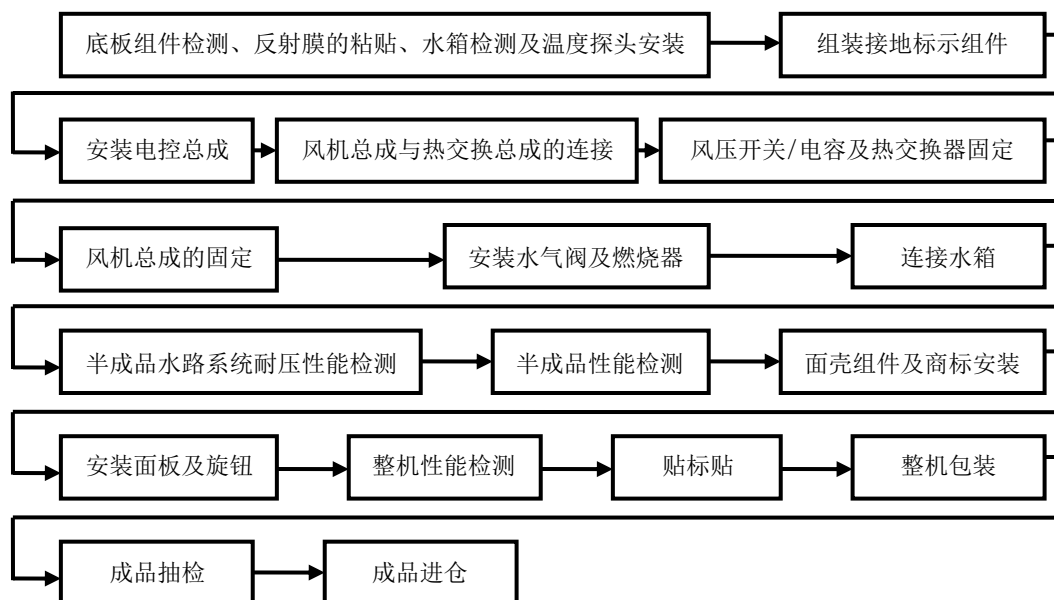 底板组件检测、反射膜的粘贴、水箱检测及温度探头安装
组装接地标示组件
安装电控总成
风机总成与热交换总成的连接
风压开关/电容及热交换器固定
风机总成的固定
安装水气阀及燃烧器
连接水箱
半成品水路系统耐压性能检测
半成品性能检测
面壳组件及商标安装
安装面板及旋钮
整机性能检测
贴标贴
整机包装
成品抽检
成品进仓